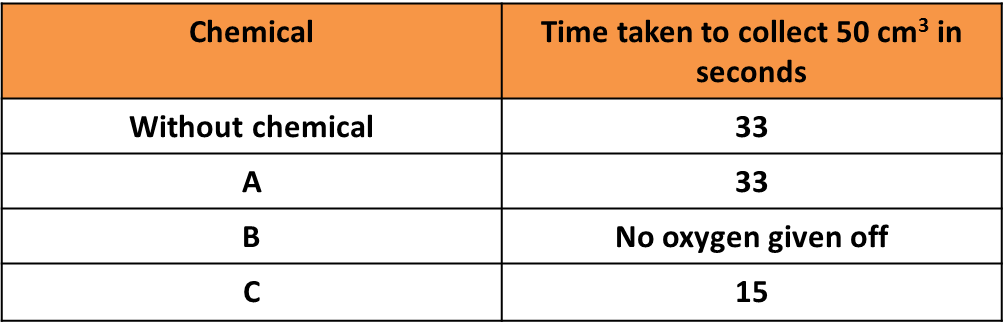 Chemical
Time taken to collect 50 cm³ in
seconds
Without chemical
33
A
33
B
No oxygen given off
C
15